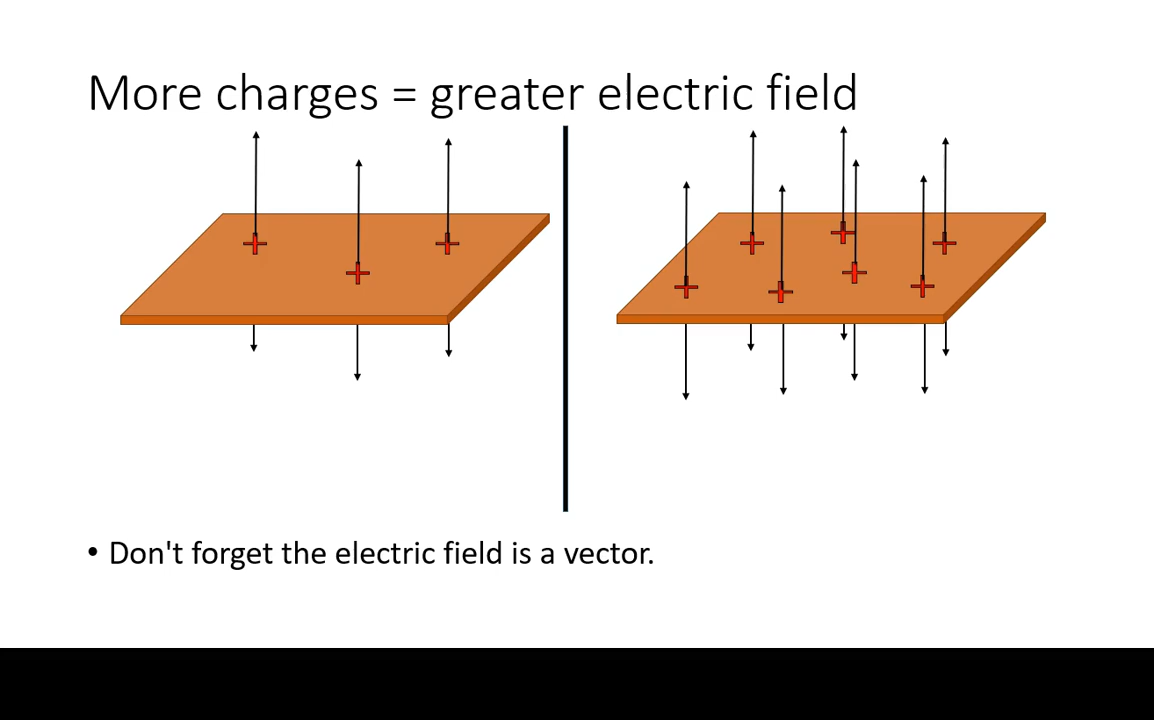 More charges = greater electric field
• Don't forget the electric field is a vector.